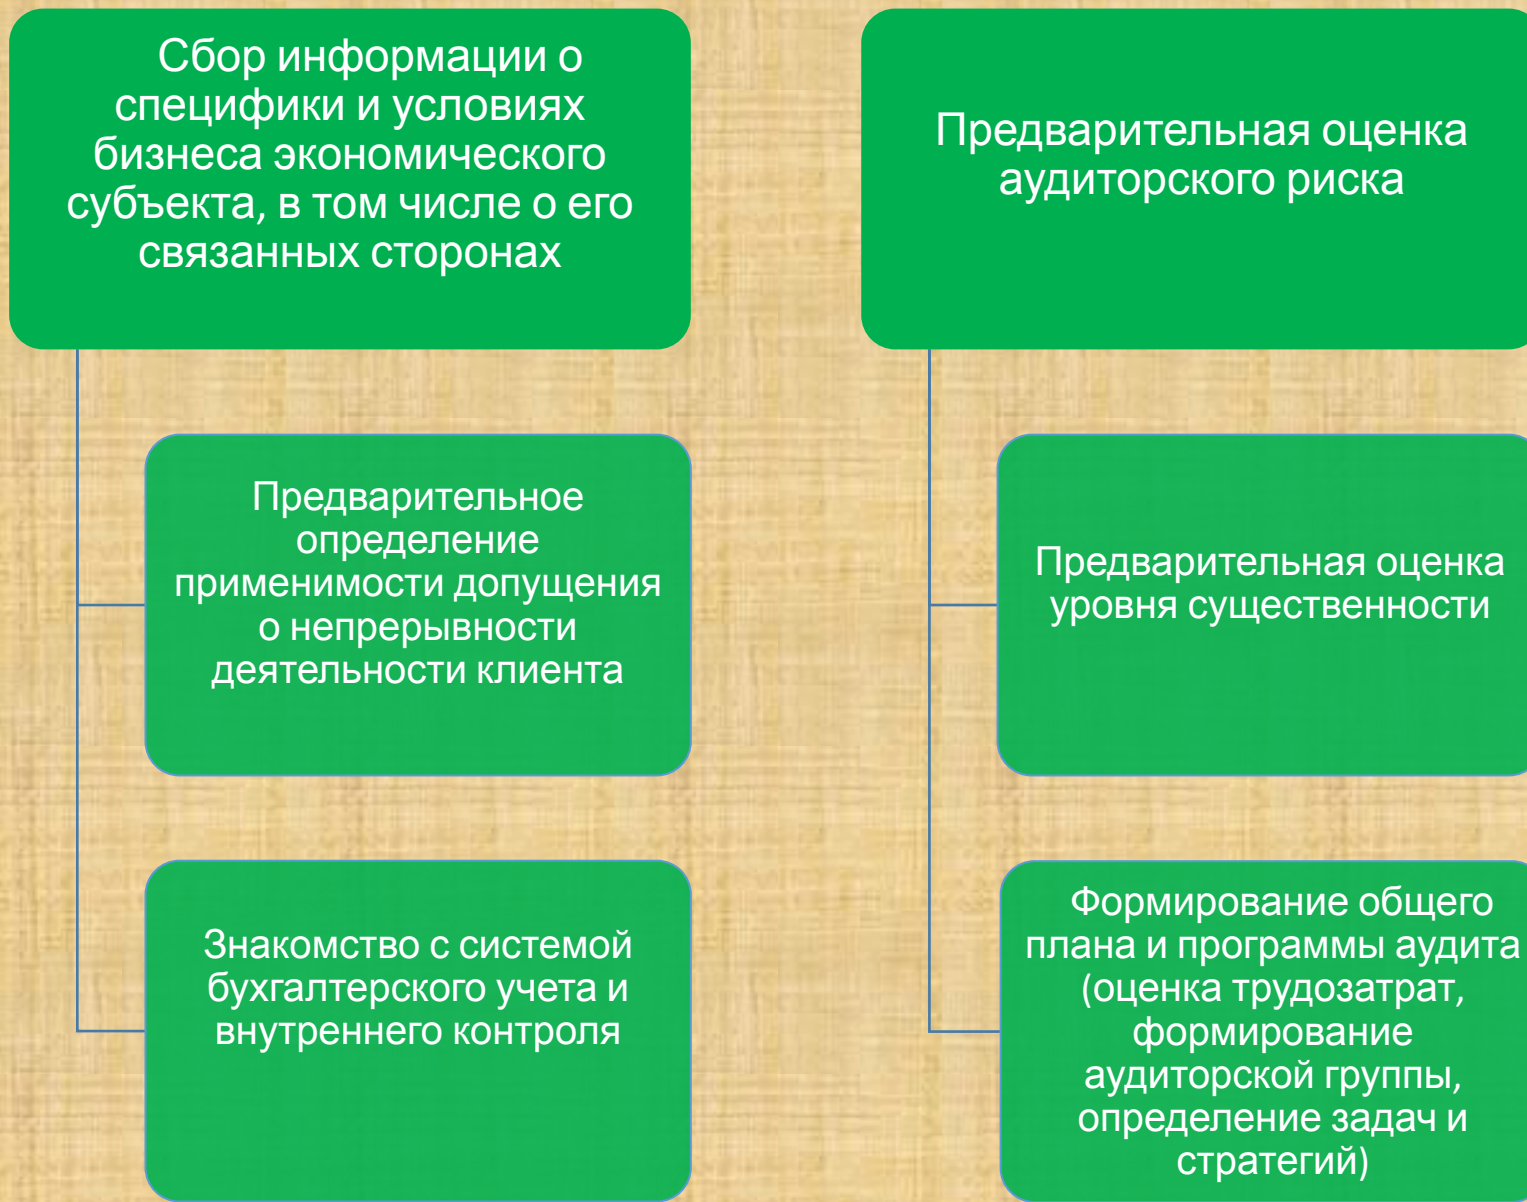 Сбор информации о
специфики и условиях
бизнеса экономического
субъекта, в том числе о его
связанных сторонах
Предварительное
определение
применимости допущения
о непрерывности
деятельности клиента
Знакомство с системой
бухгалтерского учета и
внутреннего контроля
Предварительная оценка
аудиторского риска
Предварительная оценка
уровня существенности
Формирование общего
плана и программы аудита
(оценка трудозатрат,
формирование
аудиторской группы,
определение задач и
стратегий)